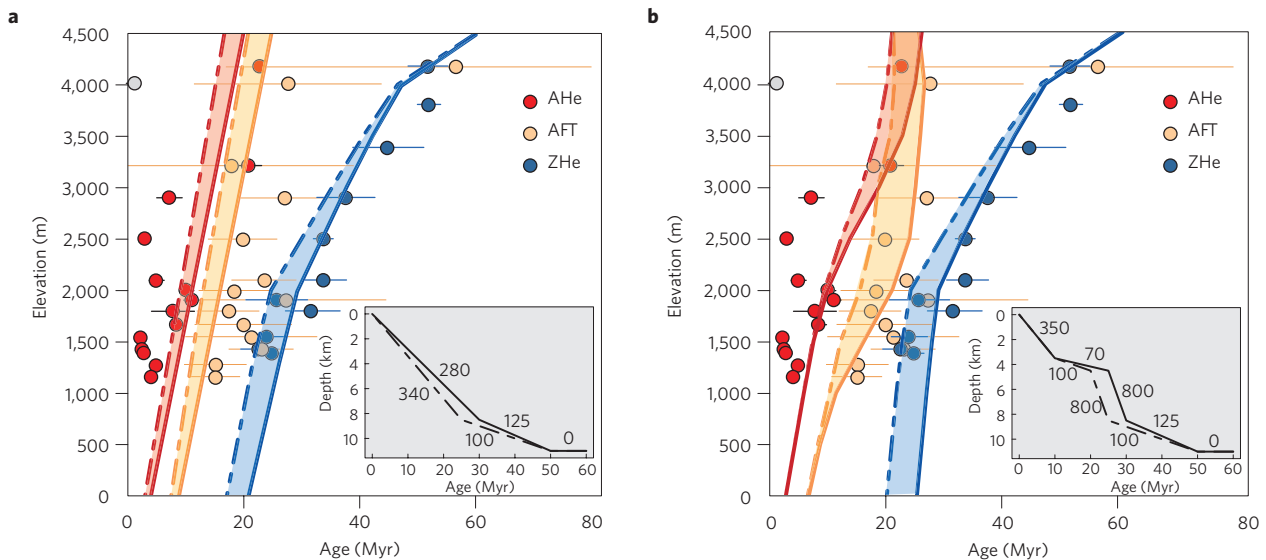 a
4,500
4,000
3,500
3,000
2,500
2,000
1,500
1,000
500
0
Elevation (m)
AHe
AFT
ZHe
0
2
4
6
8
10
Depth (km)
280
340
125
100
0
0 10 20 30 40 50 60
Age (Myr)
0 20 40 60 80
Age (Myr)
b
4,500
4,000
3,500
3,000
2,500
2,000
1,500
1,000
500
0
Elevation (m)
AHe
AFT
ZHe
0
2
4
6
8
10
Depth (km)
350
70
100
800
800
125
100
0
0 10 20 30 40 50 60
Age (Myr)
0 20 40 60 80
Age (Myr)